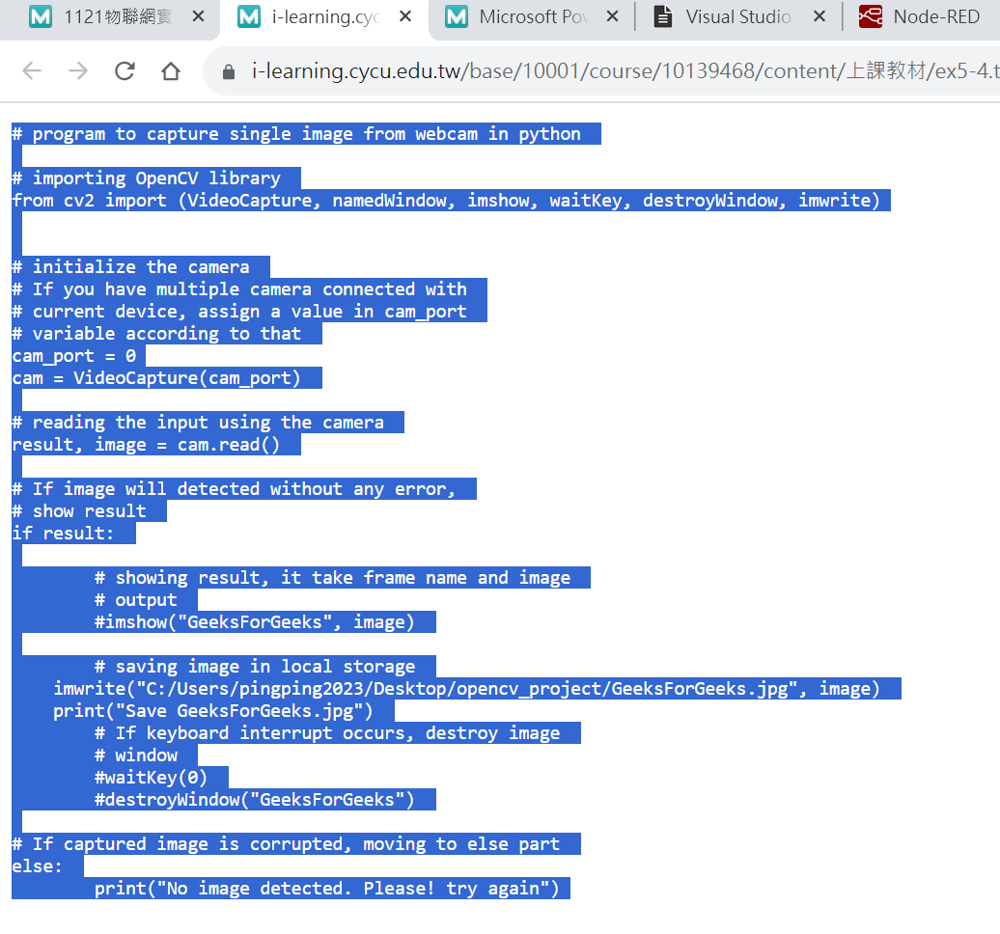 1121物聯網實
i-learning.cyc
Microsoft Po
Visual Studio
Node-RED
i-learning.cycu.edu.tw/base/10001/course/10139468/content/上課教材/ex5-4.t
# program to capture single image from webcam in python
# importing OpenCV library
from cv2 import (VideoCapture, namedWindow, imshow, waitKey, destroyWindow, imwrite)
# initialize the camera
# If you have multiple camera connected with
# current device, assign a value in cam_port
# variable according to that
cam_port = 0
cam = VideoCapture(cam_port)
# reading the input using the camera
result, image = cam.read()
# If image will detected without any error,
# show result
if result:
# showing result, it take frame name and image
# output
#imshow("GeeksForGeeks", image)
# saving image in local storage
imwrite("C:/Users/pingping2023/Desktop/opencv_project/GeeksForGeeks.jpg", image)
print("Save GeeksForGeeks.jpg")
# If keyboard interrupt occurs, destroy image
# window
#waitKey(0)
#destroyWindow("GeeksForGeeks")
# If captured image is corrupted, moving to else part
else:
print("No image detected. Please! try again")